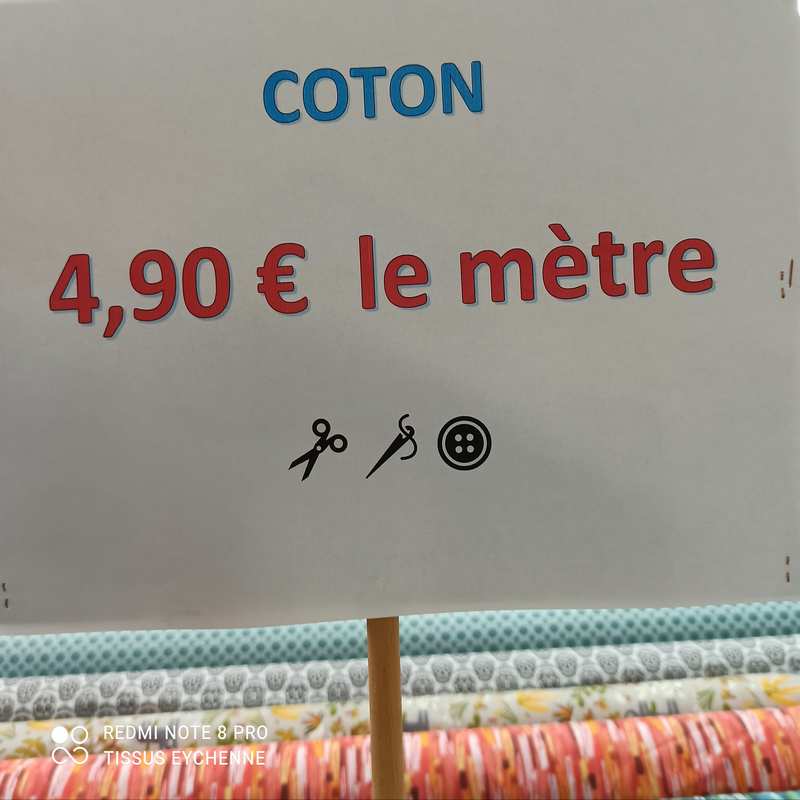 COTON
4,90 € le mètre
REDMI NOTE 8 PRO
TISSUS EYCHENNE